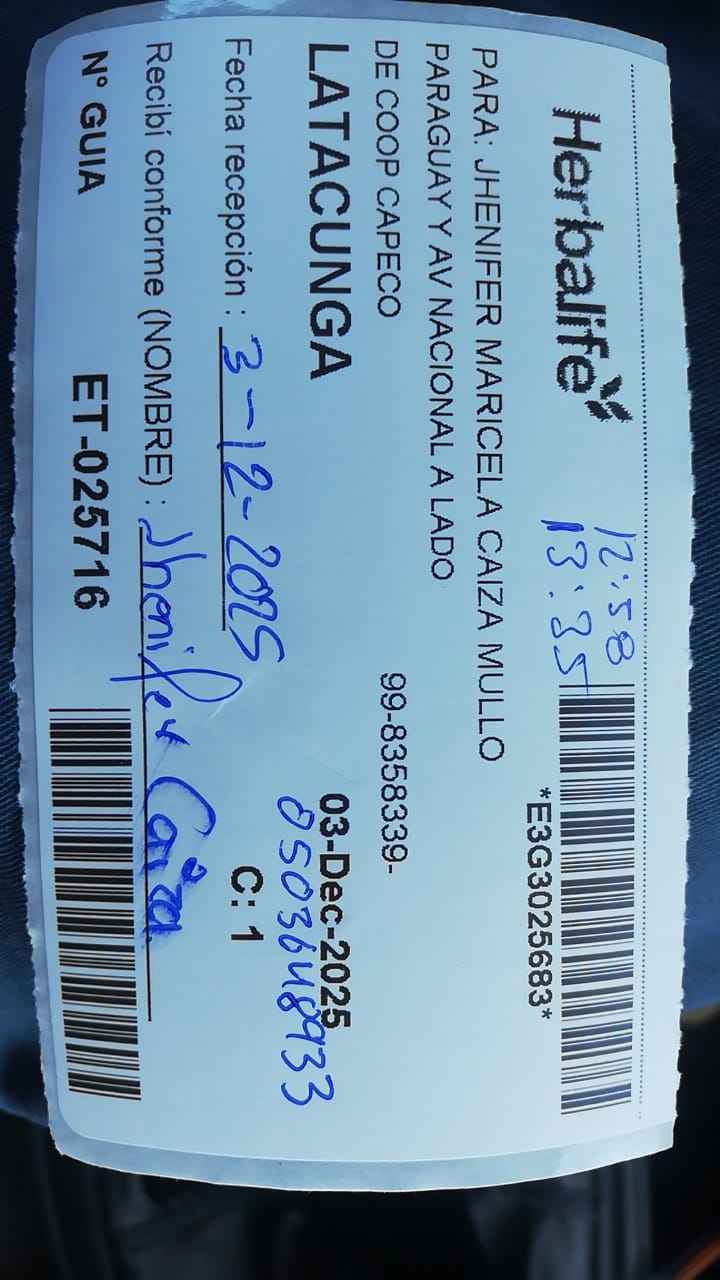 Herbalife
12:58
13:35
*E3G3025683*
PARA: JHENIFER MARICELA CAIZA MULLO
PARAGUAY Y AV NACIONAL A LADO
DE COOP CAPECO
99-8358339-
LATACUNGA
03-Dec-2025
0503648933
Fecha recepción : 3-12-2025
C: 1
Recibí conforme (NOMBRE) : Jhenifer Caiza
N° GUIA ET-025716